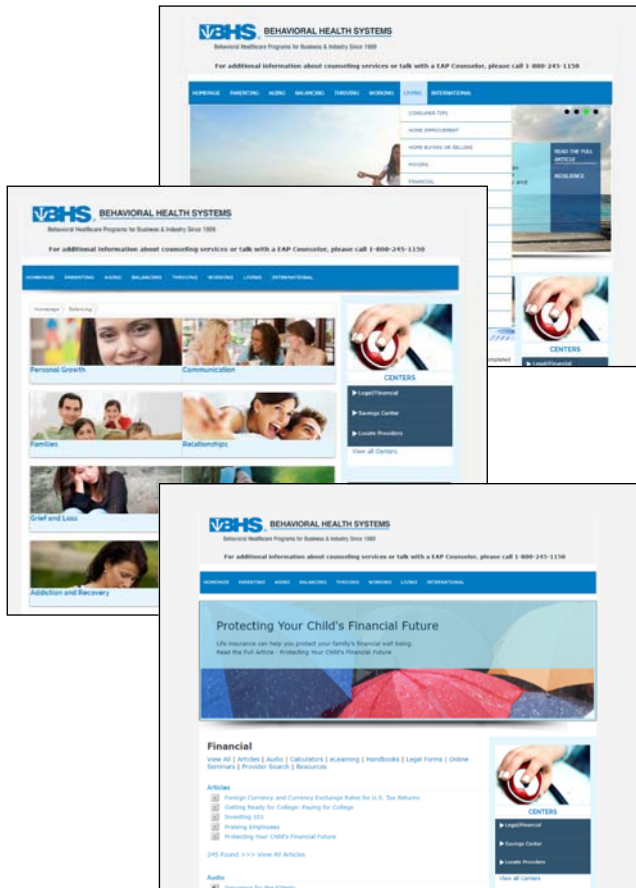 BHS BEHAVIORAL HEALTH SYSTEMS
Behavioral Healthcare Programs for Business & Industry Since 1989
For additional information about counseling services or talk with a EAP Counselor, please call 1-800-245-1150
HOMEPAGE PARENTING AGING BALANCING THRIVING WORKING LIVING INTERNATIONAL
CONSUMER TIPS
HOME IMPROVEMENT
HOME BUYING OR SELLING
MOVING
FINANCIAL
READ THE FULL
ARTICLE
RESILIENCE
and
completed
CENTERS
Legal/Financial
BHS BEHAVIORAL HEALTH SYSTEMS
Behavioral Healthcare Programs for Business & Industry Since 1989
For additional information about counseling services or talk with a EAP Counselor, please call 1-800-245-1150
HOMEPAGE PARENTING AGING BALANCING THRIVING WORKING LIVING INTERNATIONAL
Homepage Balancing
Personal Growth Communication
Families Relationships
Grief and Loss
Addiction and Recovery
CENTERS
Legal/Financial
Savings Center
Locate Providers
View all Centers
BHS BEHAVIORAL HEALTH SYSTEMS
Behavioral Healthcare Programs for Business & Industry Since 1989
For additional information about counseling services or talk with a EAP Counselor, please call 1-800-245-1150
HOMEPAGE PARENTING AGING BALANCING THRIVING WORKING LIVING INTERNATIONAL
Protecting Your Child's Financial Future
Life insurance can help you protect your family's financial well being.
Read the Full Article - Protecting Your Child's Financial Future
Financial
View All | Articles | Audio | Calculators | eLearning | Handbooks | Legal Forms | Online
Seminars | Provider Search | Resources
Articles
Foreign Currency and Currency Exchange Rates for U.S. Tax Returns
Getting Ready for College: Paying for College
Investing 101
Praising Employees
Protecting Your Child's Financial Future
245 Found >>> View All Articles
Audio
Insurance for the Elderly
CENTERS
Legal/Financial
Savings Center
Locate Providers
View all Centers